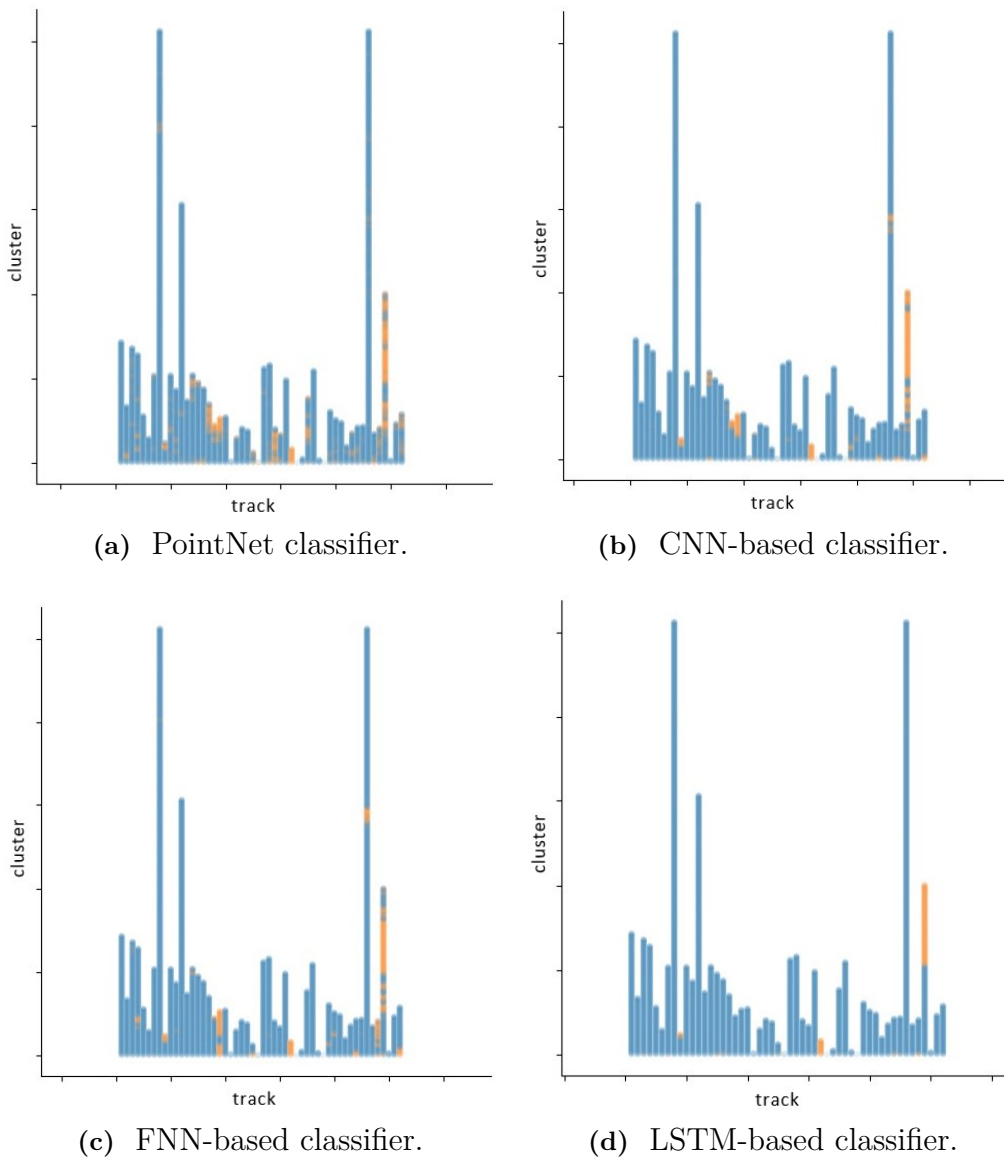 cluster
track
(a) PointNet classifier.
cluster
track
(b) CNN-based classifier.
cluster
track
(c) FNN-based classifier.
cluster
track
(d) LSTM-based classifier.